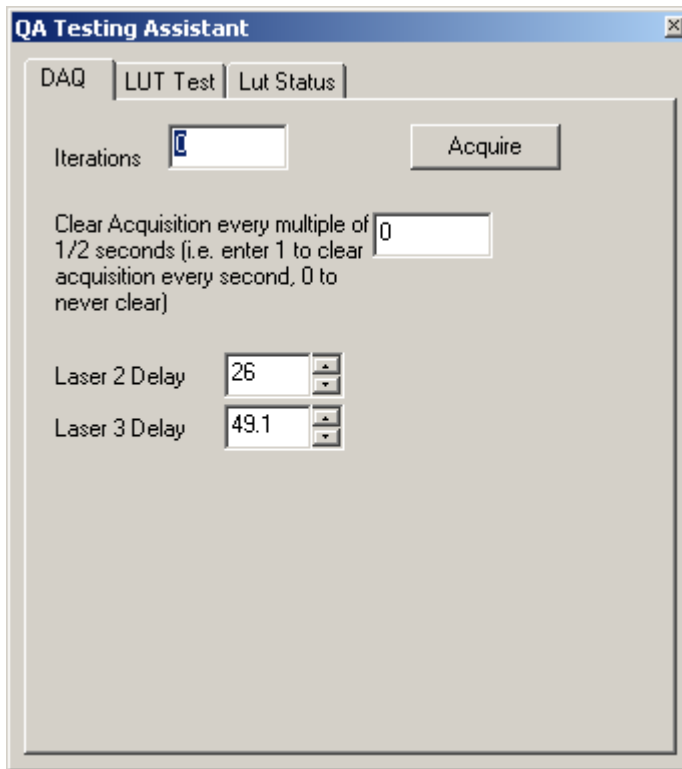 QA Testing Assistant
DAQ LUT Test Lut Status
Iterations 0 Acquire
Clear Acquisition every multiple of 0
1/2 seconds (i.e. enter 1 to clear
acquisition every second, 0 to
never clear)
Laser 2 Delay 26
Laser 3 Delay 49.1